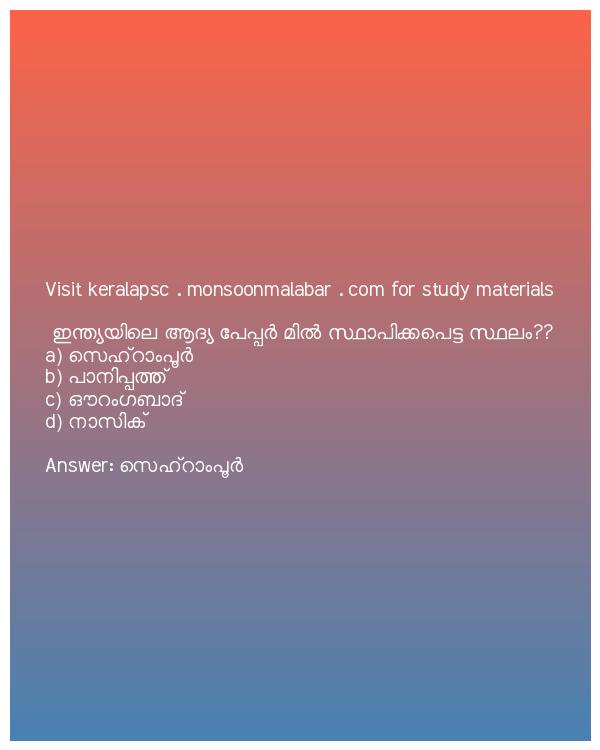 Visit keralapsc . monsoonmalabar . com for study materials
ഇന്ത്യയിലെ ആദ്യ പേപ്പർ മിൽ സ്ഥാപിക്കപെട്ട സ്ഥലം??
a) സെഹ്റാംപൂർ
b) പാനിപ്പത്ത്
c) ഔറംഗബാദ്
d) നാസിക്
Answer: സെഹ്റാംപൂർ